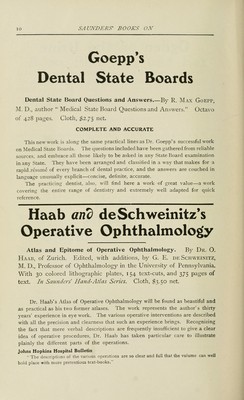 10 SAUNDERS' BOOKS ON
Goepp's
Dental State Boards
Dental State Board Questions and Answers.—By R. MAX GOEPP,
M. D., author "Medical State Board Questions and Answers." Octavo
of 428 pages. Cloth, $2.75 net.
COMPLETE AND ACCURATE
This new work is along the same practical lines as Dr. Goepp's successful work
on Medical State Boards. The questions included have been gathered from reliable
sources, and embrace all those likely to be asked in any State Board examination
in any State. They have been arranged and classified in a way that makes for a
rapid résumé of every branch of dental practice, and the answers are couched in
language unusually explicit—concise, definite, accurate.
The practicing dentist, also, will find here a work of great value—a work
covering the entire range of dentistry and extremely well adapted for quick
reference.
Haab and deSchweinitz's
Operative Ophthalmology
Atlas and Epitome of Operative Ophthalmology. By DR. O.
HAAB, of Zurich. Edited, with additions, by G. E. DE SCHWEINITZ,
M. D., Professor of Ophthalmology in the University of Pennsylvania.
With 30 colored lithographic plates, 154 text-cuts, and 375 pages of
text. In Saunders' Hand-Atlas Series. Cloth, $3.50 net.
Dr. Haab's Atlas of Operative Ophthalmology will be found as beautiful and
as practical as his two former atlases. The work represents the author's thirty
years' experience in eye work. The various operative interventions are described
with all the precision and clearness that such an experience brings. Recognizing
the fact that mere verbal descriptions are frequently insufficient to give a clear
idea of operative procedures, Dr. Haab has taken particular care to illustrate
plainly the different parts of the operations.
Johns Hopkins Hospital Bulletin
"The descriptions of the various operations are so clear and full that the volume can well
hold place with more pretentious text-books."